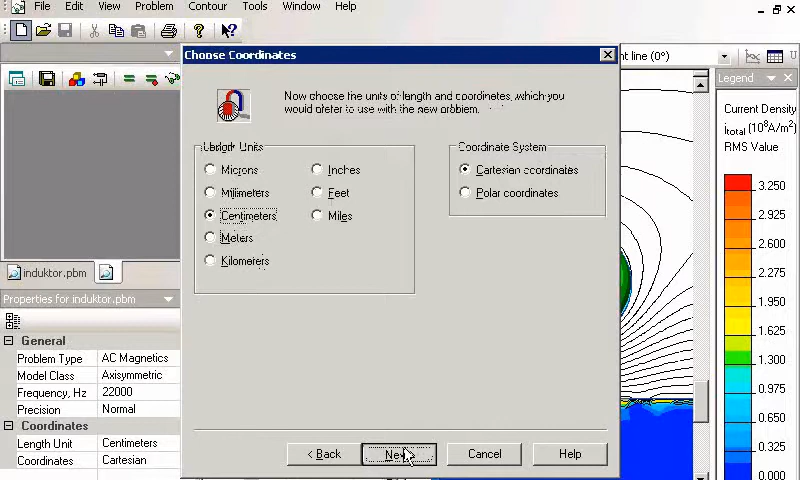 File Edit View Problem Contour Tools Window Help
Choose Coordinates
nt line (0°)
Legend
Now choose the units of length and coordinates, which you
would prefer to use with the new problem.
Current Density
i total (10⁸A/m²)
RMS Value
Length Units
Coordinate System
Microns
Inches
Cartesian coordinates
Millimeters
Feet
Polar coordinates
Centimeters
Miles
Meters
Kilometers
3.250
2.925
2.600
2.275
1.950
1.625
1.300
0.975
0.650
0.325
0.000
induktor.pbm
Properties for induktor.pbm
General
Problem Type AC Magnetics
Model Class Axisymmetric
Frequency, Hz 22000
Precision Normal
Coordinates
Length Unit Centimeters
Coordinates Cartesian
< Back
Cancel
Help